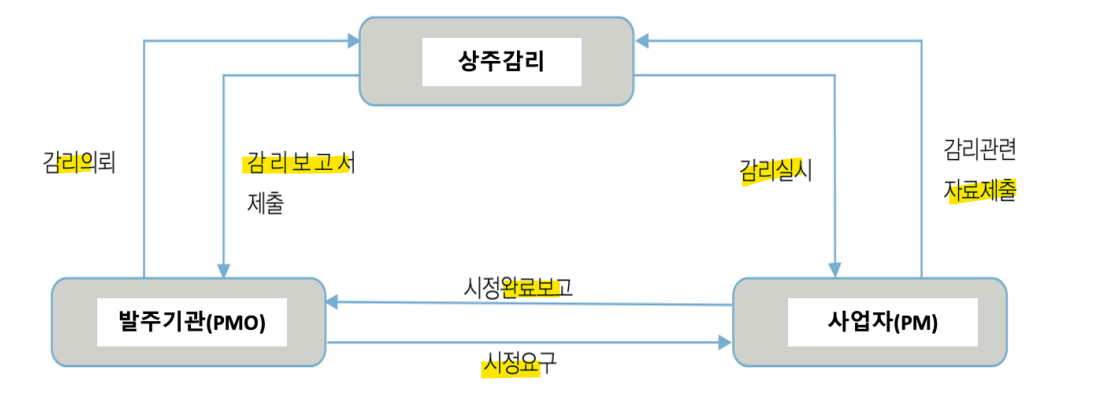 상주감리
감리의뢰
감 리 보 고 서
제출
감리실시
감리관련
자료제출
시정완료보고
발주기관(PMO)
사업자(PM)
시정요구